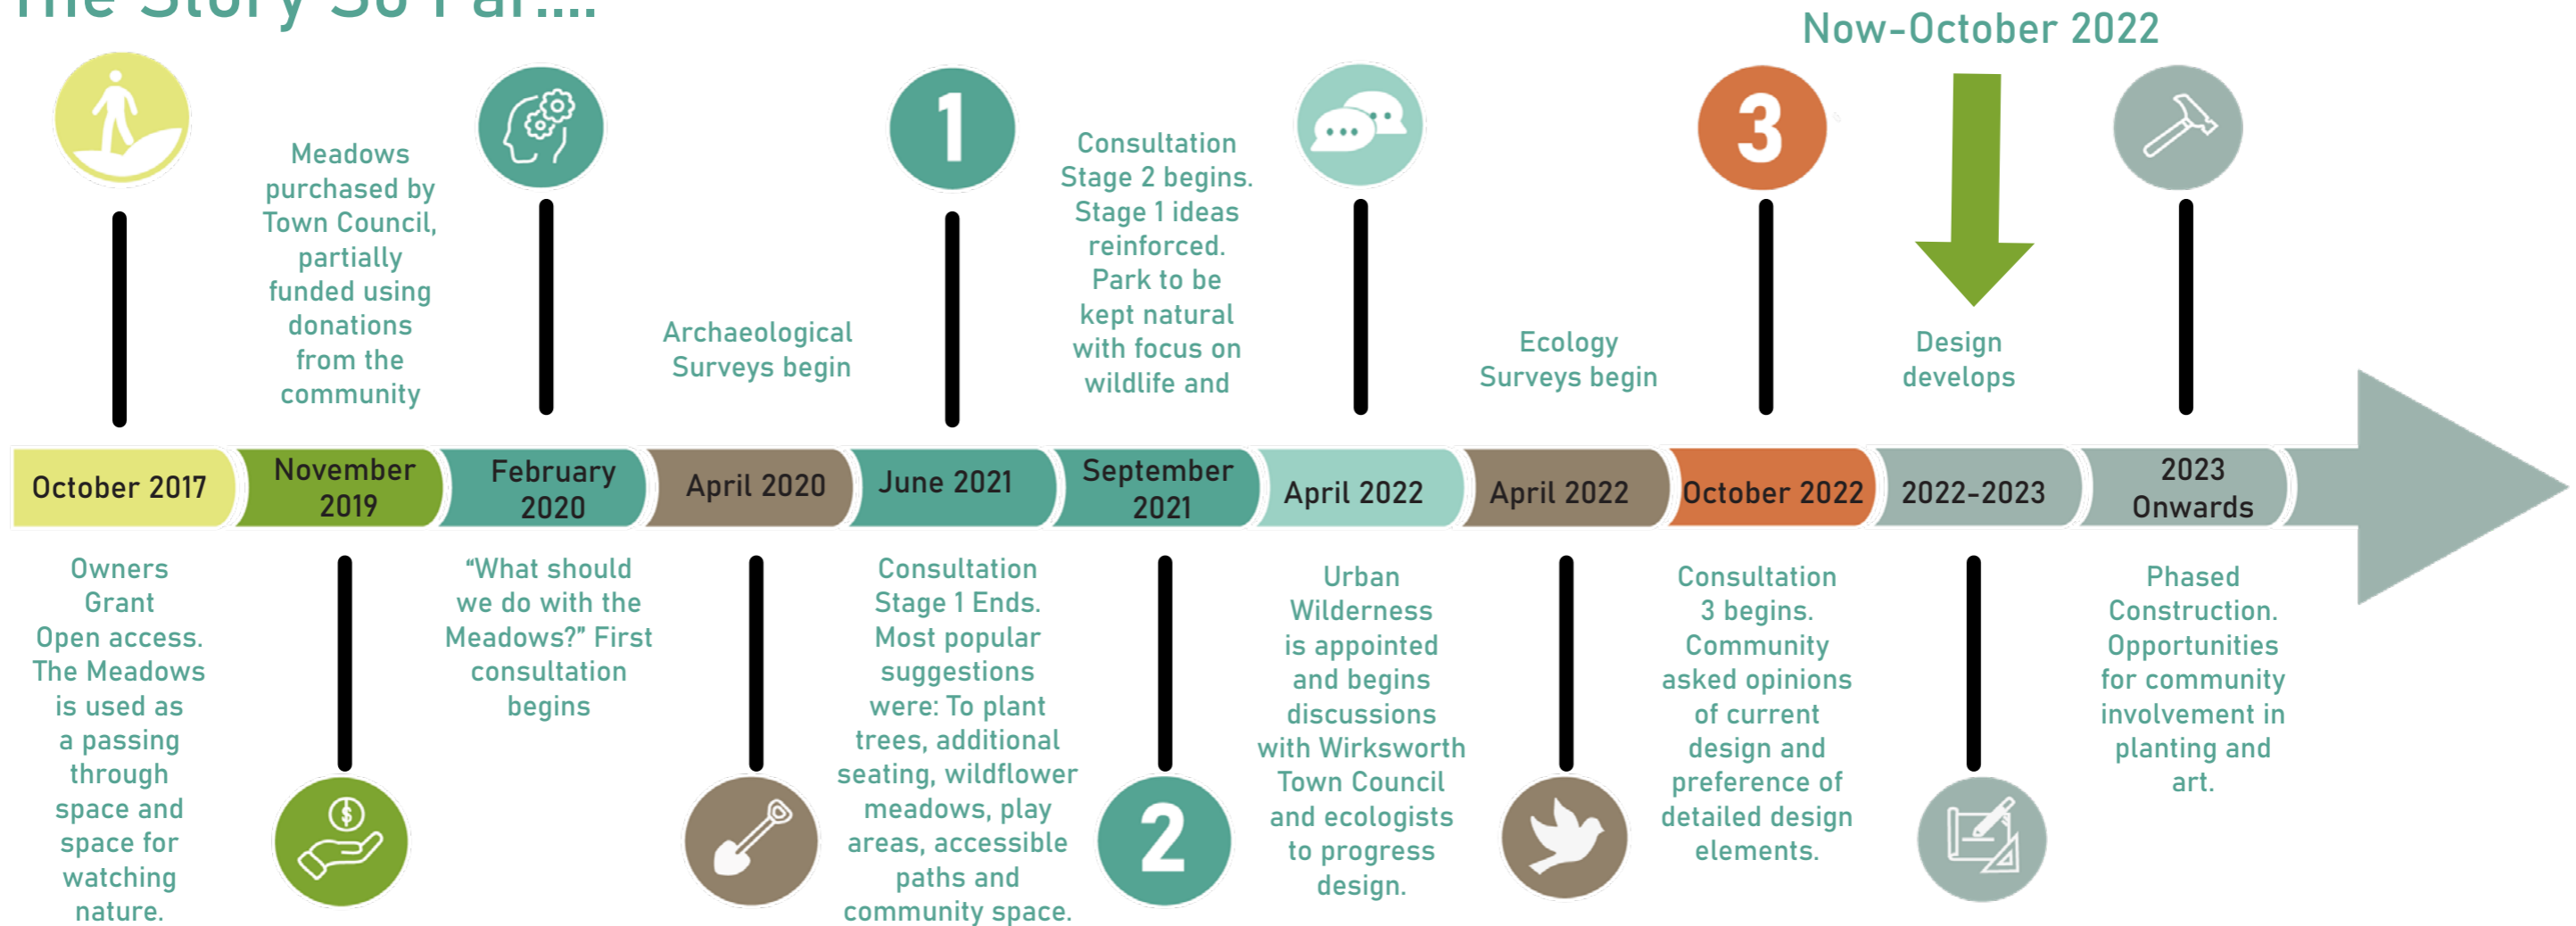 The Story So Far....
Now-October 2022
Meadows
purchased by
Town Council,
partially
funded using
donations
from the
community
Archaeological
Surveys begin
1
Consultation
Stage 2 begins.
Stage 1 ideas
reinforced.
Park to be
kept natural
with focus on
wildlife and
Ecology
Surveys begin
3
Design
develops
October 2017
November
2019
February
2020
April 2020
June 2021
September
2021
April 2022
April 2022
October 2022
2022-2023
2023
Onwards
Owners
Grant
Open access.
The Meadows
is used as
a passing
through
space and
space for
watching
nature.
$
“What should
we do with the
Meadows?” First
consultation
begins
Consultation
Stage 1 Ends.
Most popular
suggestions
were: To plant
trees, additional
seating, wildflower
meadows, play
areas, accessible
paths and
community space.
2
Urban
Wilderness
is appointed
and begins
discussions
with Wirksworth
Town Council
and ecologists
to progress
design.
Consultation
3 begins.
Community
asked opinions
of current
design and
preference of
detailed design
elements.
Phased
Construction.
Opportunities
for community
involvement in
planting and
art.